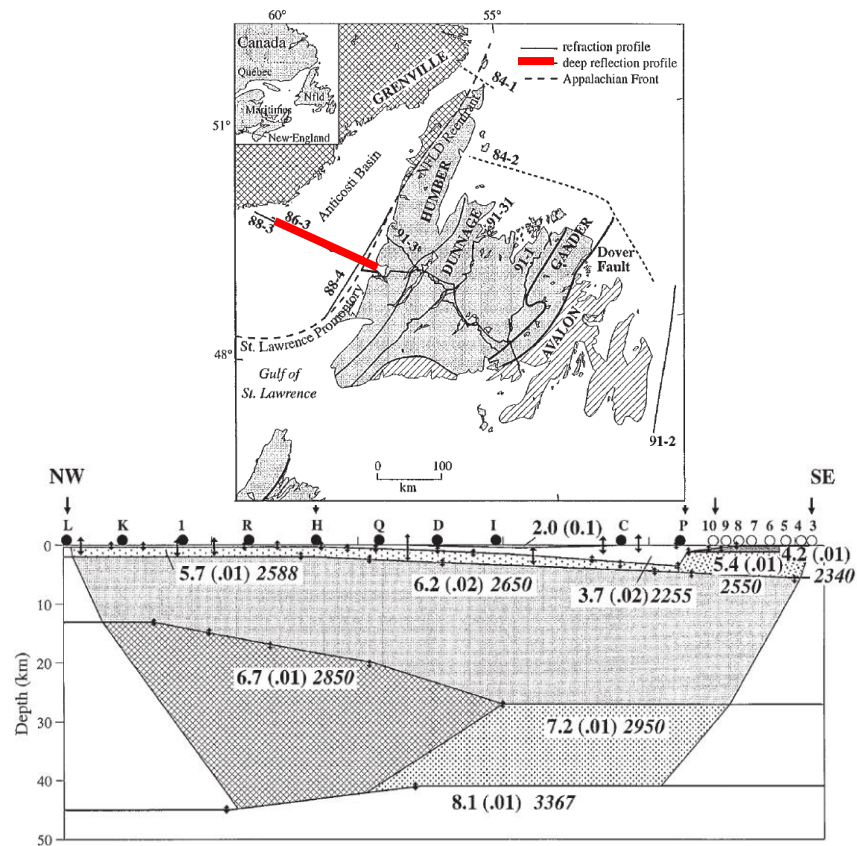 60°
55°
Canada
Quebec
Nfld
Maritimes
New-England
refraction profile
deep reflection profile
Appalachian Front
GRENVILLE
84-1
51°
NFLD Reentrant
84-2
Anticosti Basin
HUMBER
86-3
88-3
91-3
DUNNAGE
91-31
91-1
GANDER
Dover
Fault
88-4
AVALON
St. Lawrence Promontory
48°
Gulf of
St. Lawrence
91-2
0 100
km
NW
SE
L K 1 R H Q D I C P 10 9 8 7 6 5 4 3
2.0 (0.1)
0
4.2 (.01)
5.7 (.01) 2588
6.2 (.02) 2650
5.4 (.01)
2340
3.7 (.02) 2255
2550
10
20
6.7 (.01) 2850
Depth (km)
30
7.2 (.01) 2950
40
8.1 (.01) 3367
50